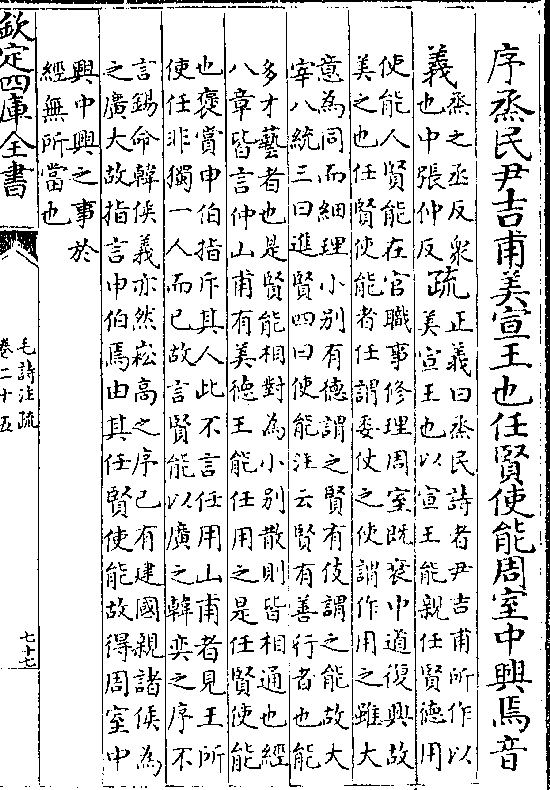 序烝民尹吉甫美宣王也任賢使能周室中興焉音
義烝之丞反衆也中張仲反疏正義曰烝民詩者尹吉甫所作以
美宣王也以宣王能親任賢德用
使能人賢能在官職事修理周室既衰中道復興故
美之也任賢使能者任謂委仗之使謂作用之雖大
意為同而細理小別有德謂之賢有伎謂之能故大
宰八統三曰進賢四曰使能注云賢有善行者也能
多才藝者也是賢能相對為小別散則皆相通也經
八章皆言仲山甫有美德王能任用之是任賢使能
也褒賞申伯指斥其人此不言任用山甫者見王所
使任非獨一人而已故言賢能以廣之韓奕之序不
言錫命韓侯義亦然崧高之序已有建國親諸侯為
之廣大故指言申伯焉由其任賢使能故得周室中
興中興之事於
經無所當也
欽定四庫全書
毛詩注疏
卷二十五
七十七